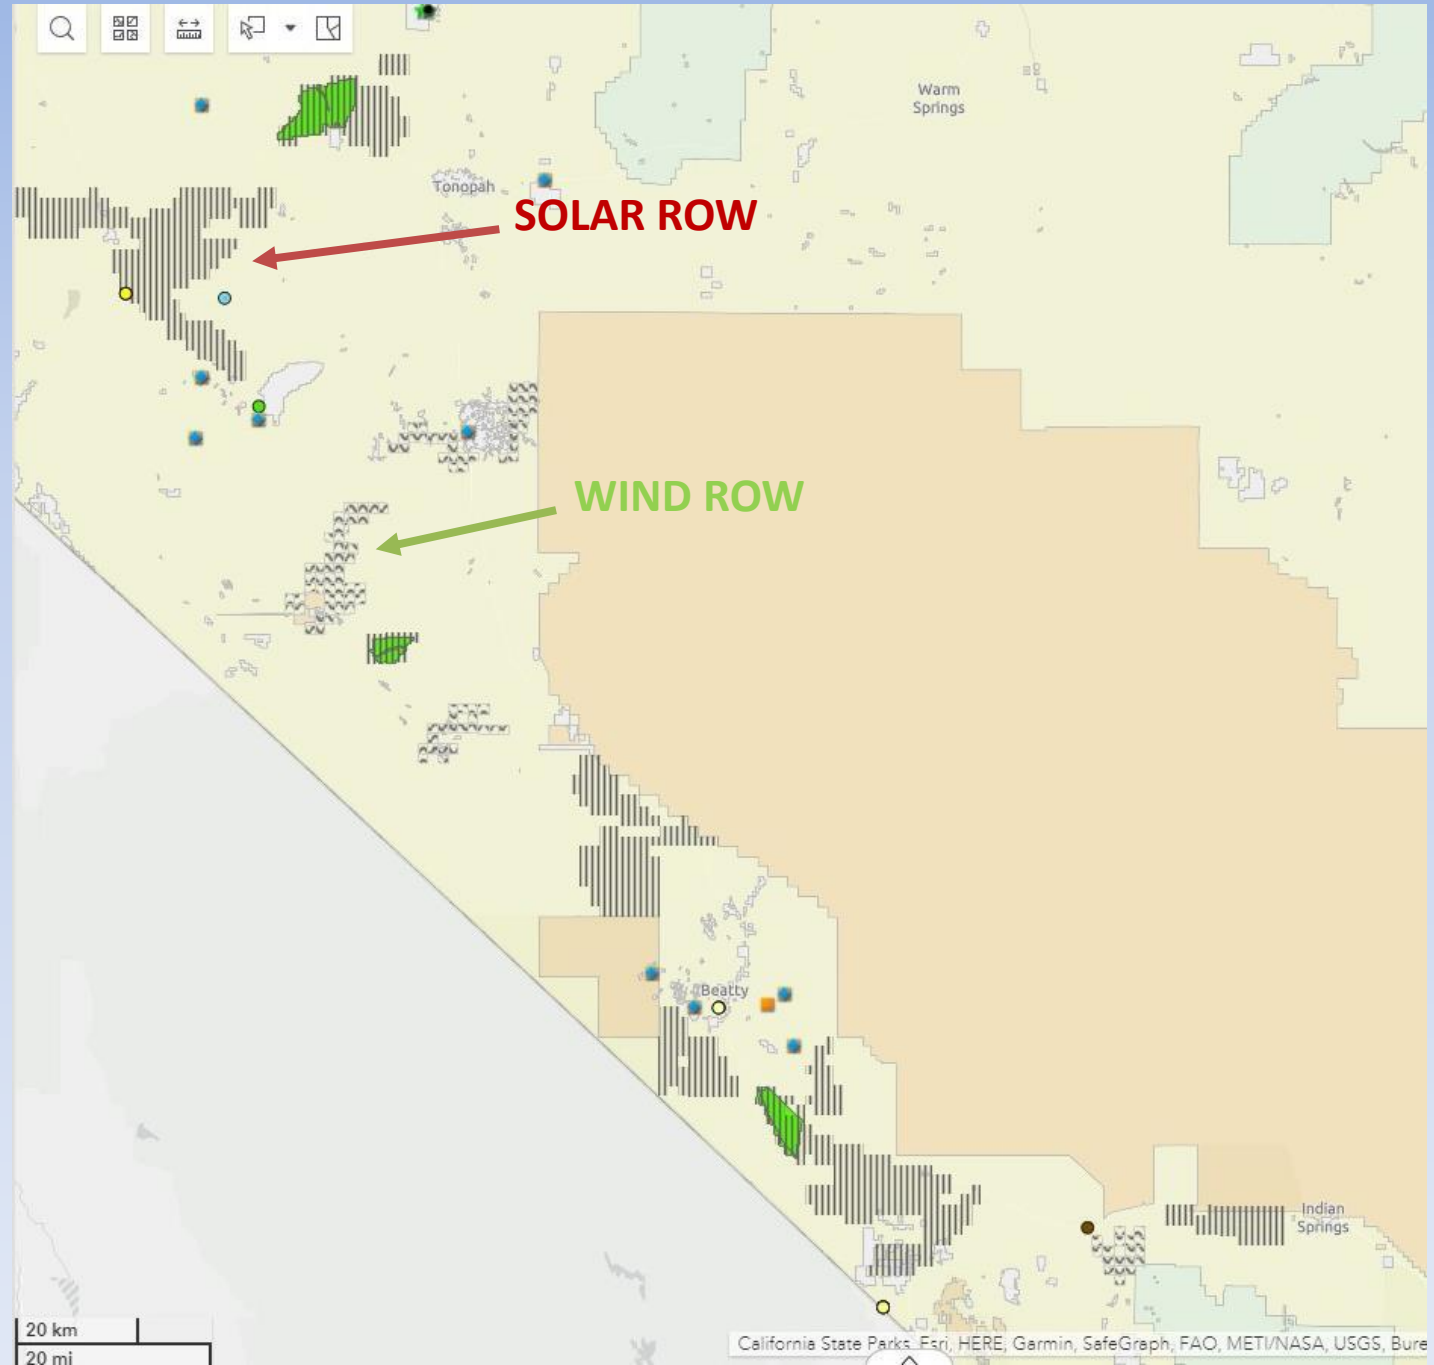 Warm
Springs
Tonopah
SOLAR ROW
WIND ROW
Beatty
Indian
Springs
20 km
20 mi
California State Parks, Esri, HERE, Garmin, SafeGraph, FAO, METI/NASA, USGS, Bure